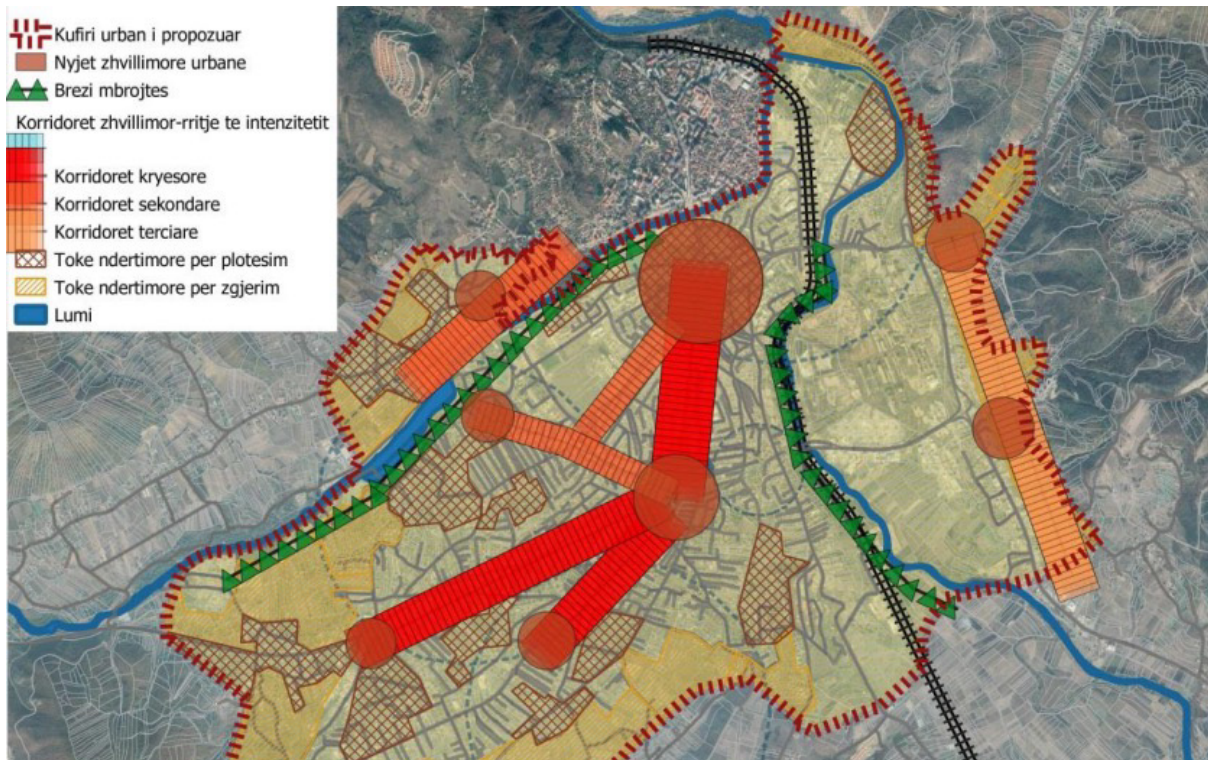 Kufiri urban i propozuar
Nyjet zhvillimore urbane
Brezi mbrojtes
Korridoret zhvillimor-rritje te intenzitetit
Korridoret kryesore
Korridoret sekondare
Korridoret terciare
Toke ndertimore per plotesim
Toke ndertimore per zgjerim
Lumi